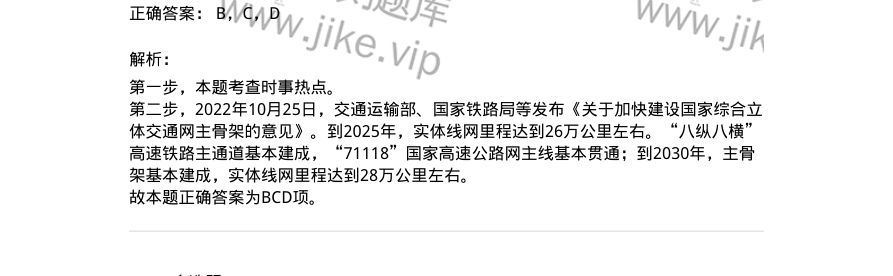 正确答案： B，C，D
题库
www.jike.vip
www.jik
解析：
第一步，本题考查时事热点。
第二步，2022年10月25日，交通运输部、国家铁路局等发布《关于加快建设国家综合立
体交通网主骨架的意见》。到2025年，实体线网里程达到26万公里左右。“八纵八横”
高速铁路主通道基本建成，“71118”国家高速公路网主线基本贯通；到2030年，主骨
架基本建成，实体线网里程达到28万公里左右。
故本题正确答案为BCD项。